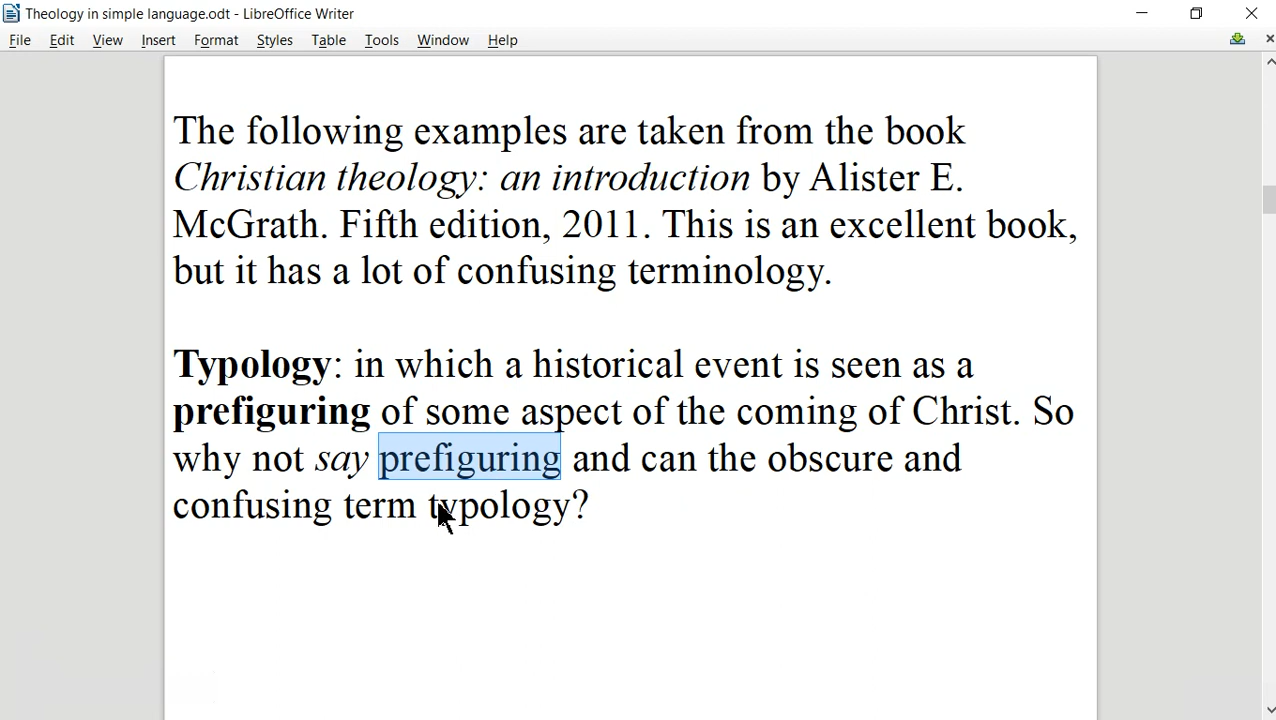 Theology in simple language.odt - LibreOffice Writer
File Edit View Insert Format Styles Table Tools Window Help
The following examples are taken from the book
Christian theology: an introduction by Alister E.
McGrath. Fifth edition, 2011. This is an excellent book,
but it has a lot of confusing terminology.
Typology: in which a historical event is seen as a
prefiguring of some aspect of the coming of Christ. So
why not say prefiguring and can the obscure and
confusing term typology?